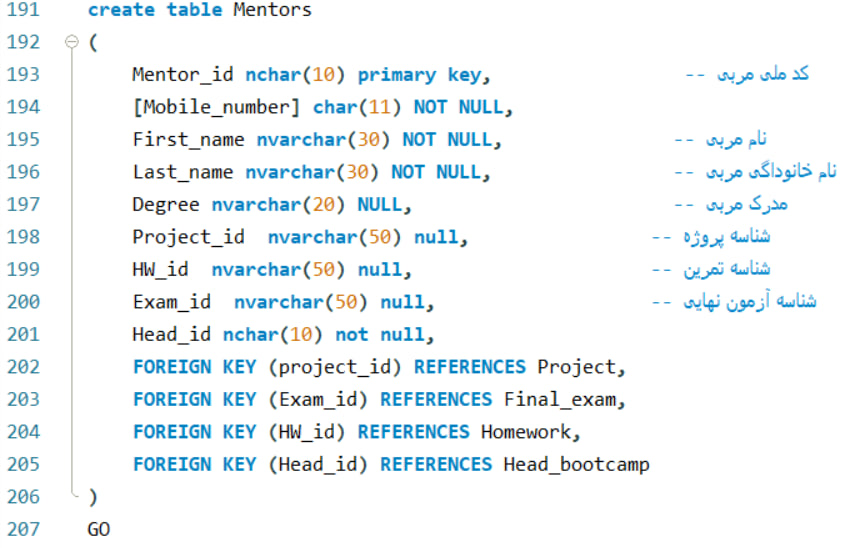 191 create table Mentors
192 (
193 Mentor_id nchar(10) primary key, -- کد ملی مربی
194 [Mobile_number] char(11) NOT NULL,
195 First_name nvarchar(30) NOT NULL, -- نام مربی
196 Last_name nvarchar(30) NOT NULL, -- نام خانوداگی مربی
197 Degree nvarchar(20) NULL, -- مدرک مربی
198 Project_id nvarchar(50) null, -- شناسه پروژه
199 HW_id nvarchar(50) null, -- شناسه تمرین
200 Exam_id nvarchar(50) null, -- شناسه آزمون نهایی
201 Head_id nchar(10) not null,
202 FOREIGN KEY (project_id) REFERENCES Project,
203 FOREIGN KEY (Exam_id) REFERENCES Final_exam,
204 FOREIGN KEY (HW_id) REFERENCES Homework,
205 FOREIGN KEY (Head_id) REFERENCES Head_bootcamp
206 )
207 GO